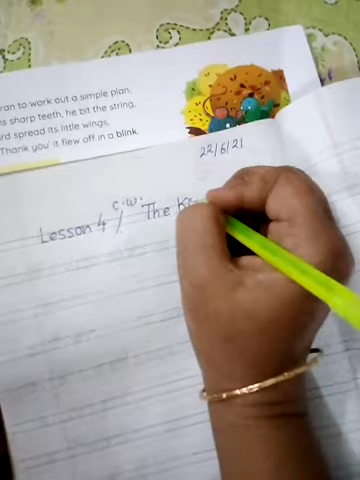 ran to work out a simple plan.
is sharp teeth, he bit the string,
rd spread its little wings.
Thank you' it flew off in a blink.
22/6/21
C.W.
Lesson 4 / The